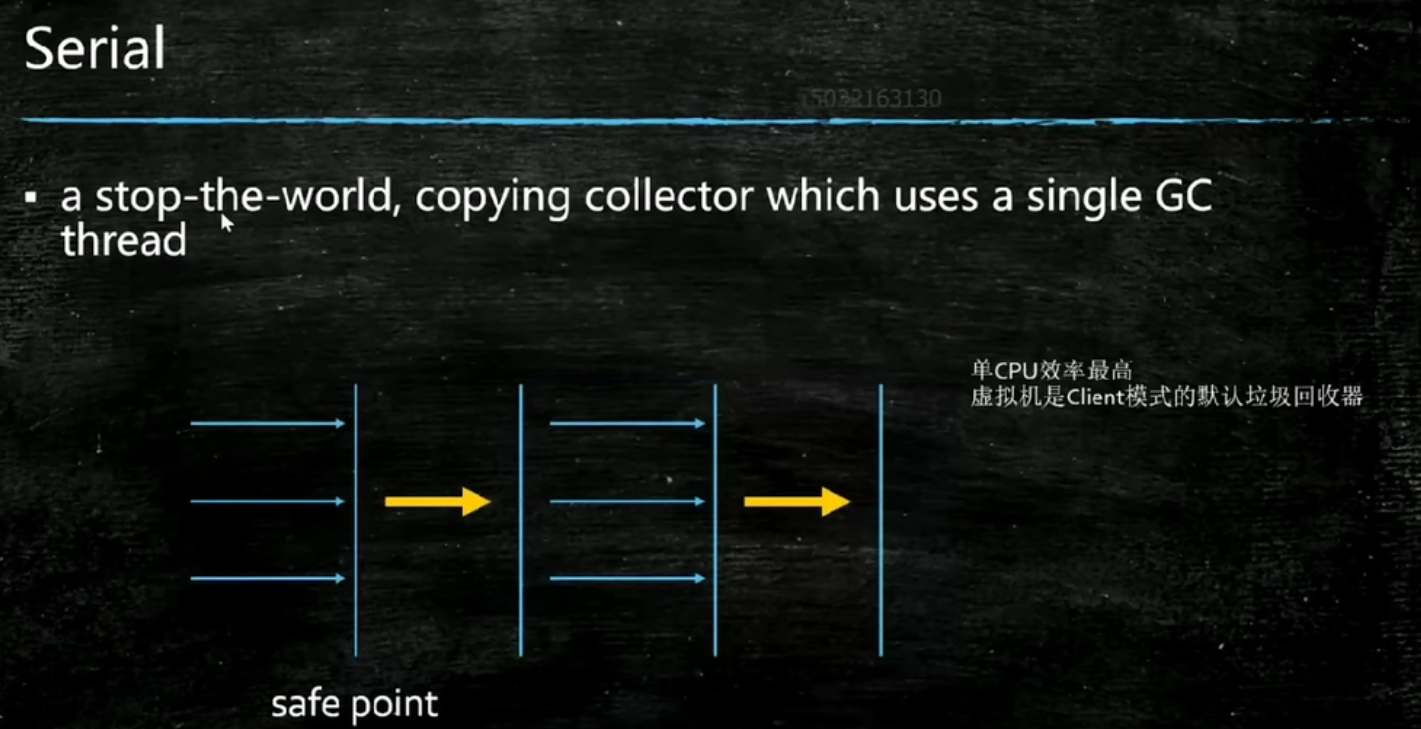 Serial
5022163130
▪ a stop-the-world, copying collector which uses a single GC
thread
单CPU效率最高
虚拟机是Client模式的默认垃圾回收器
safe point